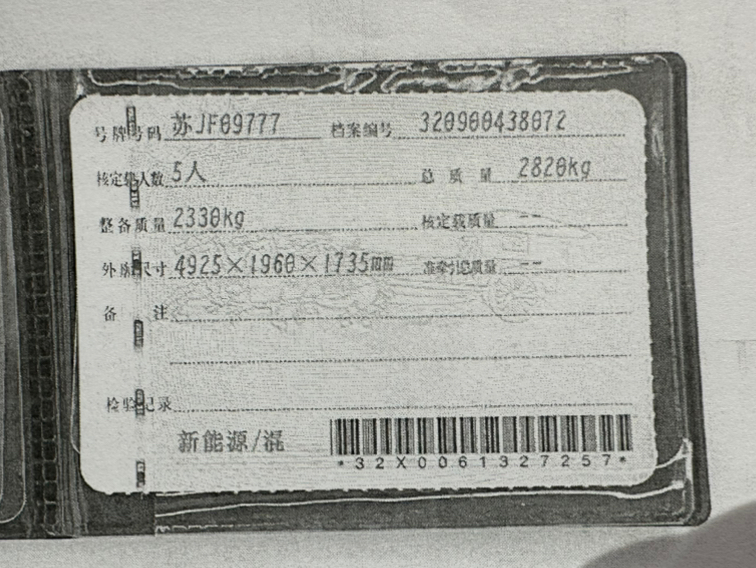 号牌号码 苏JF09777 档案编号 320900438072
核定载人数 5人 总质量 2820kg
整备质量 2330kg 核定载质量 --
外廓尺寸 4925×1960×1735mm 准牵引总质量 --
备注
检验记录
新能源/混
*32X0061327257*